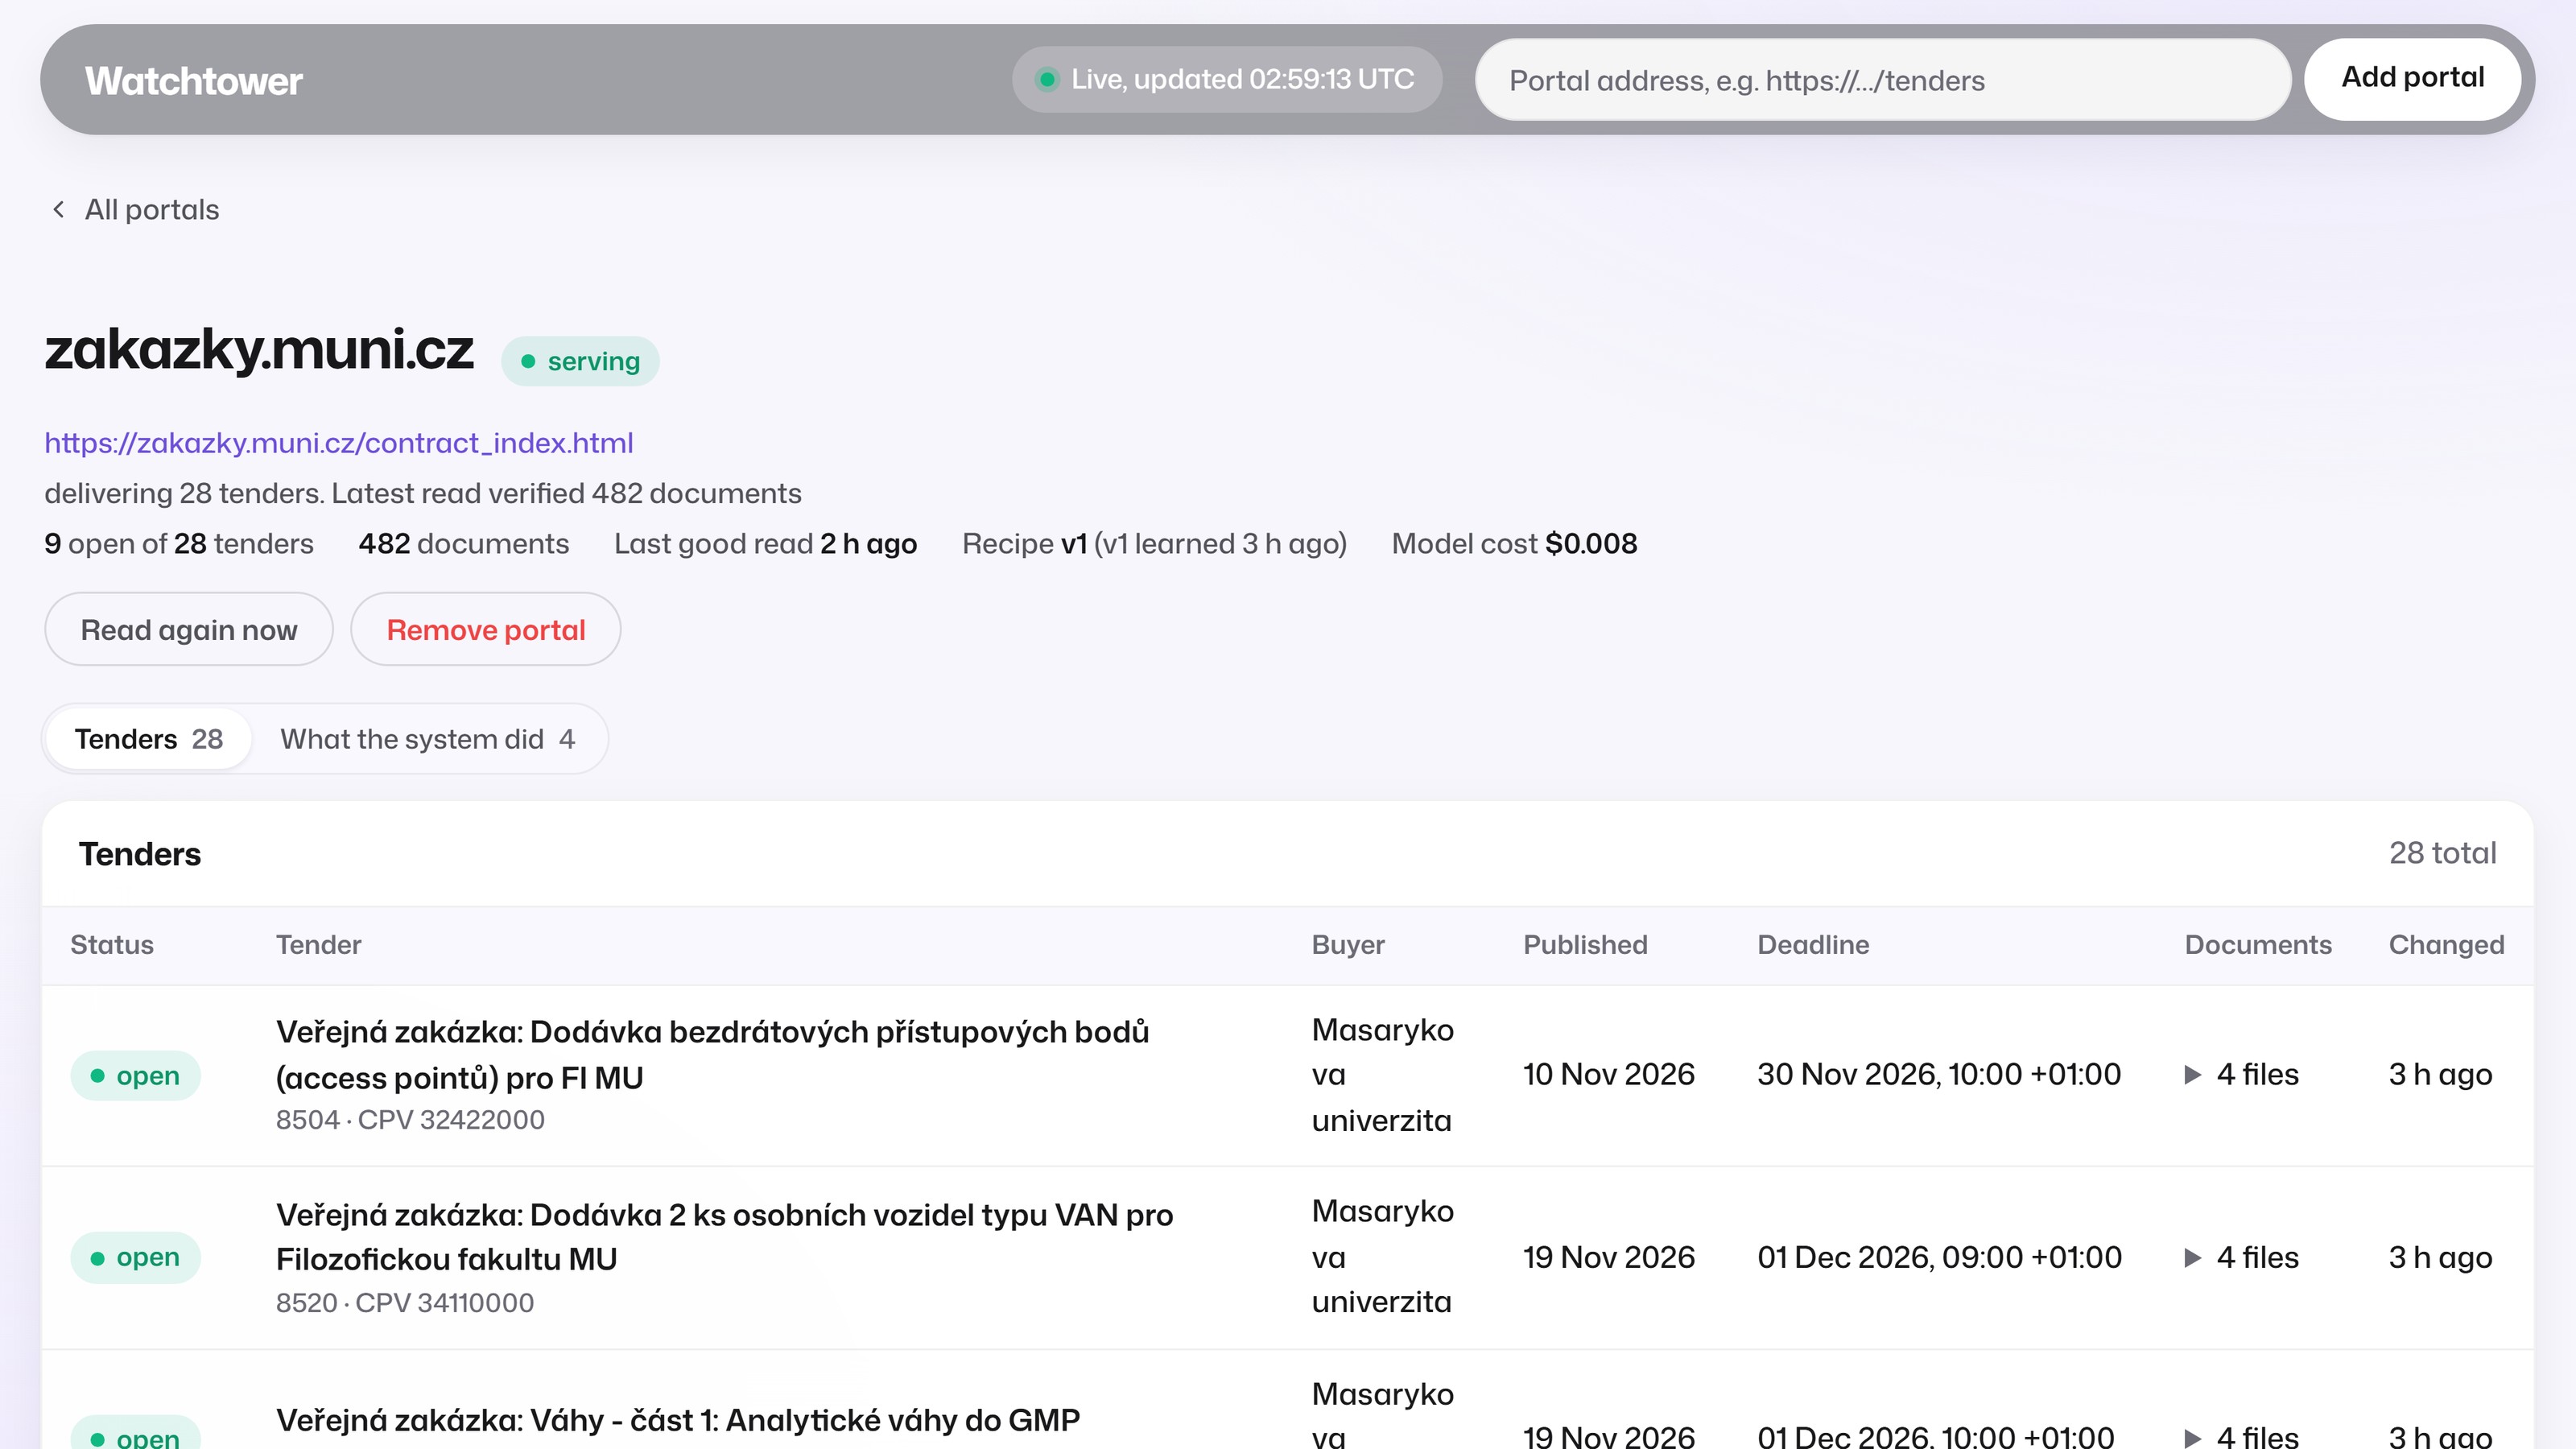 Watchtower
Live, updated 02:59:13 UTC
Portal address, e.g. https://.../tenders
Add portal
All portals
zakazky.muni.cz
serving
https://zakazky.muni.cz/contract_index.html
delivering 28 tenders. Latest read verified 482 documents
9 open of 28 tenders 482 documents Last good read 2 h ago Recipe v1 (v1 learned 3 h ago) Model cost $0.008
Read again now
Remove portal
Tenders 28
What the system did 4
Tenders
28 total
Status Tender Buyer Published Deadline Documents Changed
open
Veřejná zakázka: Dodávka bezdrátových přístupových bodů
(access pointů) pro FI MU
8504 · CPV 32422000
Masaryko
va
univerzita
10 Nov 2026
30 Nov 2026, 10:00 +01:00
4 files
3 h ago
open
Veřejná zakázka: Dodávka 2 ks osobních vozidel typu VAN pro
Filozofickou fakultu MU
8520 · CPV 34110000
Masaryko
va
univerzita
19 Nov 2026
01 Dec 2026, 09:00 +01:00
4 files
3 h ago
open
Veřejná zakázka: Váhy - část 1: Analytické váhy do GMP
Masaryko
va
19 Nov 2026
01 Dec 2026, 10:00 +01:00
4 files
3 h ago